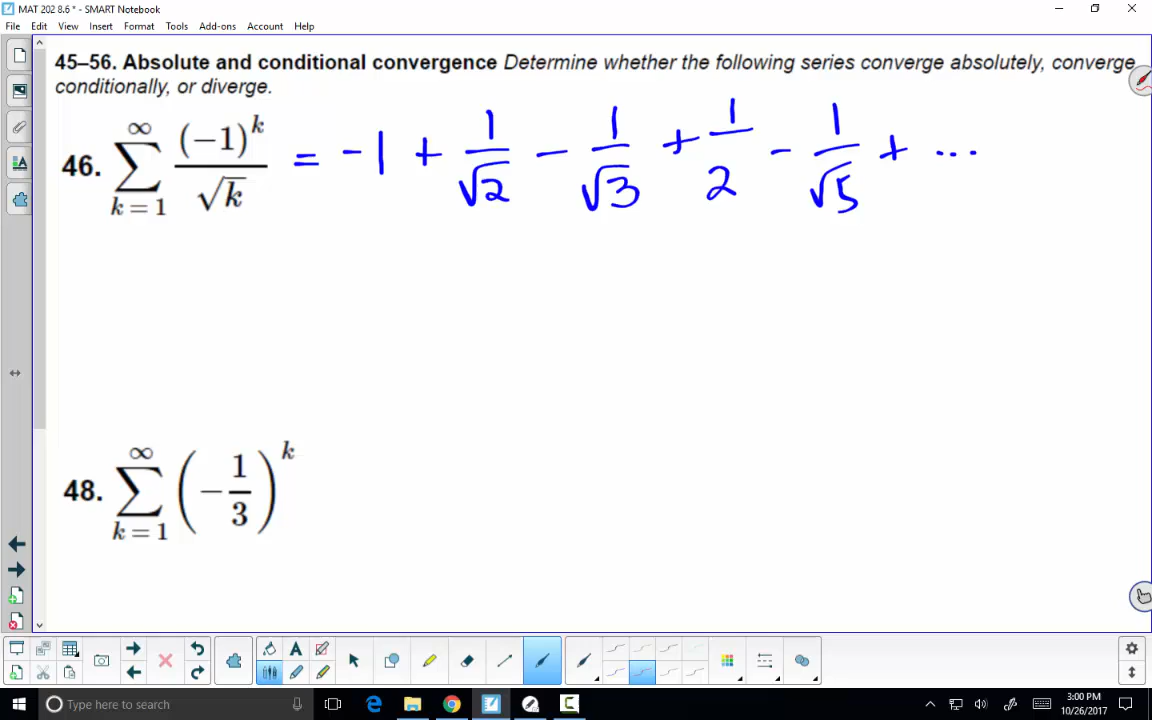 MAT 202 8.6 * - SMART Notebook
File Edit View Insert Format Tools Add-ons Account Help
45–56. Absolute and conditional convergence Determine whether the following series converge absolutely, converge
conditionally, or diverge.
46. ∞ ∑ k = 1 (−1)^k / √k = -1 + 1/√2 - 1/√3 + 1/2 - 1/√5 + ...
48. ∞ ∑ k = 1 (−1/3)^k
A
Type here to search
3:00 PM
10/26/2017